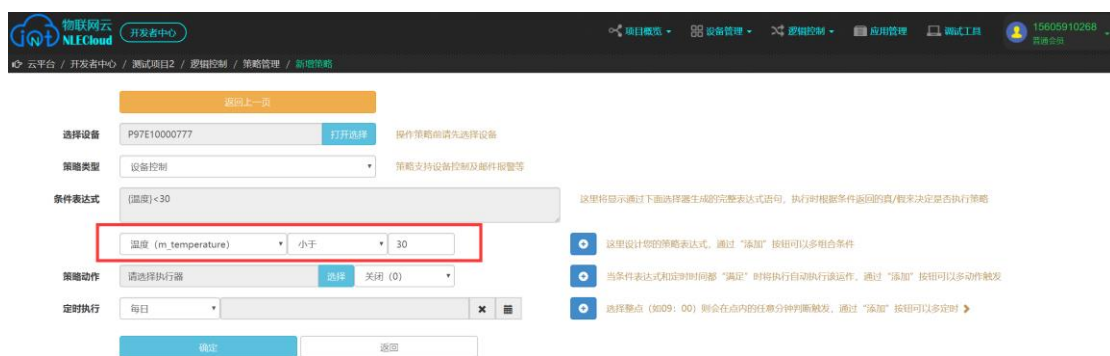 物联网云 NLECloud 开发者中心 项目概览 设备管理 逻辑控制 应用管理 调试工具 15605910268 普通会员
云平台 / 开发者中心 / 测试项目2 / 逻辑控制 / 策略管理 / 新增策略
返回上一页
选择设备 P97E10000777 打开选择 操作策略前请先选择设备
策略类型 设备控制 策略支持设备控制及邮件报警等
条件表达式 {温度}<30 这里将显示通过下面选择器生成的完整表达式语句，执行时根据条件返回的真/假来决定是否执行策略
温度（m_temperature） 小于 30 这里设计您的策略表达式，通过“添加”按钮可以多组合条件
策略动作 请选择执行器 选择 关闭 (0) 当条件表达式和定时时间都“满足”时将执行自动执行该运作，通过“添加”按钮可以多动作触发
定时执行 每日 选择整点（如09：00）则会在点内的任意分钟判断触发，通过“添加”按钮可以多定时
确定 返回